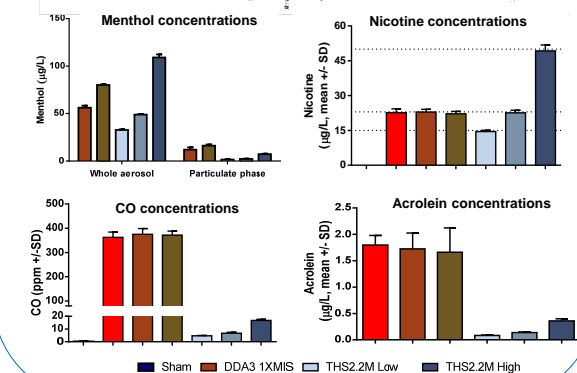 Menthol concentrations
Menthol (µg/L)
150
100
50
0
Whole aerosol
Particulate phase
Nicotine concentrations
Nicotine
(µg/L, mean +/- SD)
60
45
30
15
0
CO concentrations
CO (ppm +/-SD)
500
400
300
200
100
20
10
0
Acrolein concentrations
Acrolein
(µg/L, mean +/- SD)
2.5
2.0
1.5
1.0
0.5
0.0
Sham
DDA3 1XMIS
THS2.2M Low
THS2.2M High